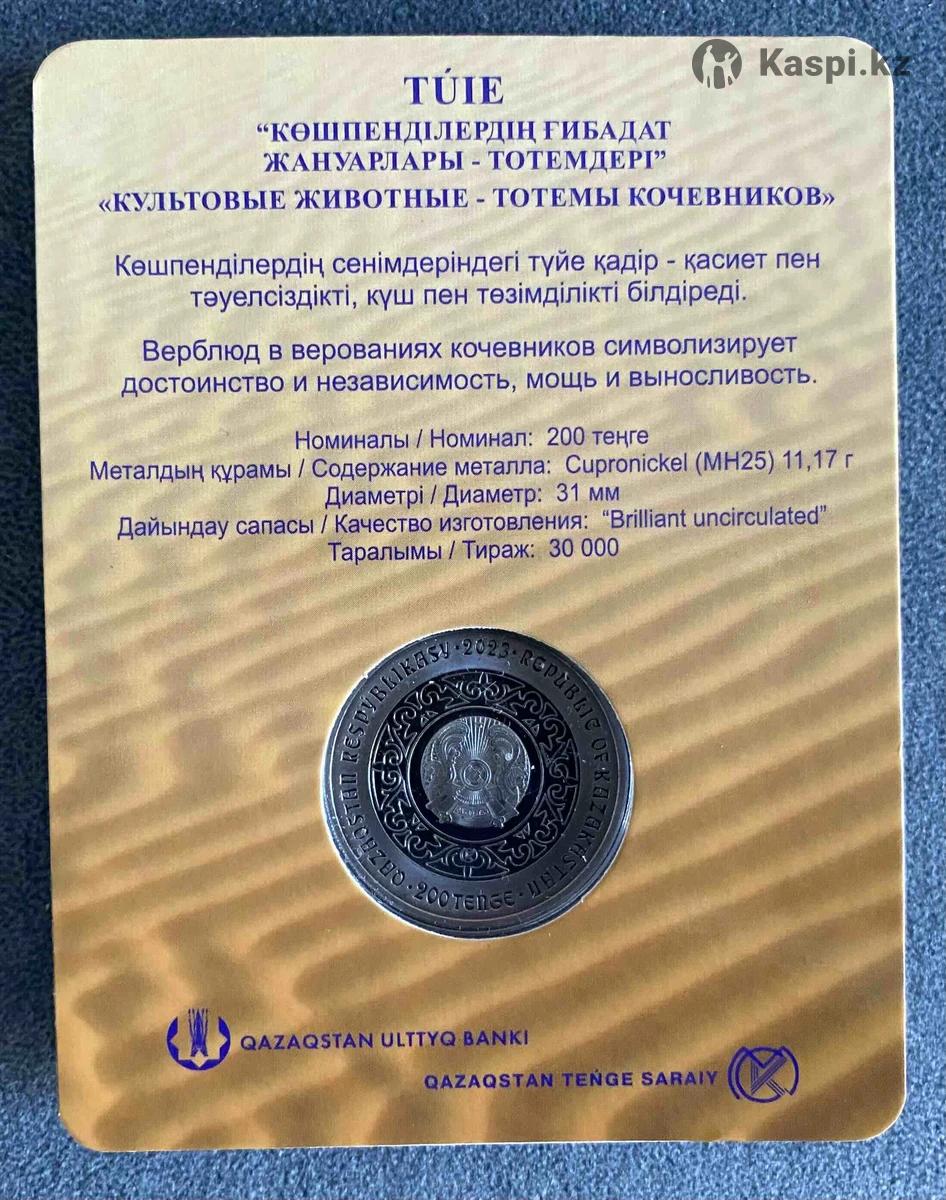 Kaspi.kz
TÚIE
“КӨШПЕНДІЛЕРДІҢ ҒИБАДАТ
ЖАНУАРЛАРЫ - ТОТЕМДЕРІ”
«КУЛЬТОВЫЕ ЖИВОТНЫЕ - ТОТЕМЫ КОЧЕВНИКОВ»
Көшпенділердің сенімдеріндегі түйе қадір - қасиет пен
тәуелсіздікті, күш пен төзімділікті білдіреді.
Верблюд в верованиях кочевников символизирует
достоинство и независимость, мощь и выносливость.
Номиналы / Номинал: 200 теңге
Металдың құрамы / Содержание металла: Cupronickel (МН25) 11,17 г
Диаметрі / Диаметр: 31 мм
Дайындау сапасы / Качество изготовления: “Brilliant uncirculated”
Таралымы / Тираж: 30 000
QAZAQSTAN RESPÝBLIKASY · 2023 · REPUBLIC OF KAZAKHSTAN
· 200 TEŃGE ·
QAZAQSTAN ULTTYQ BANKI
QAZAQSTAN TEŃGE SARAIY